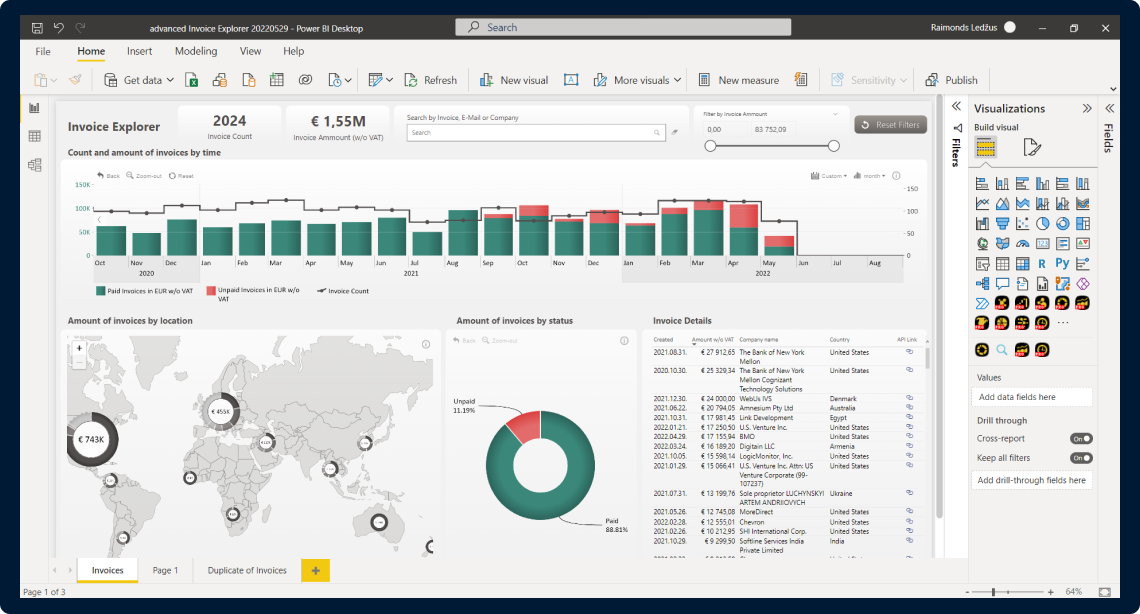 advanced Invoice Explorer 20220529 - Power BI Desktop
Search
Raimonds Ledžus
File Home Insert Modeling View Help
Get data
Refresh
New visual
More visuals
New measure
Sensitivity
Publish
Invoice Explorer
2024
Invoice Count
€ 1,55M
Invoice Ammount (w/o VAT)
Search by Invoice, E-Mail or Company
Search
Filter by Invoice Ammount
0,00 83 752,09
Reset Filters
Count and amount of invoices by time
Back Zoom-out Reset
Custom month
150K
100K
50K
0
150
100
50
0
Oct Nov Dec Jan Feb Mar Apr May Jun Jul Aug Sep Oct Nov Dec Jan Feb Mar Apr May Jun Jul Aug
2020 2021 2022
Paid Invoices in EUR w/o VAT
Unpaid Invoices in EUR w/o
VAT
Invoice Count
Amount of invoices by location
+
€ 743K
€ 455K
Amount of invoices by status
Back Zoomout
Unpaid
11.19%
Paid
88.81%
Invoice Details
Created Amount w/o VAT Company name Country API Link
2021.08.31. € 27 912,65 The Bank of New York Mellon United States
2020.10.30. € 25 329,34 The Bank of New York Mellon Cognizant Technology Solutions United States
2021.12.30. € 24 000,00 WebUs IVS Denmark
2021.06.22. € 20 794,05 Amnesium Pty Ltd Australia
2021.10.31. € 17 981,45 Link Development Egypt
2022.01.21. € 17 250,50 U.S. Venture Inc. United States
2022.04.29. € 17 155,94 BMO United States
2022.03.24. € 16 189,20 Digitain LLC Armenia
2021.10.05. € 15 598,14 LogicMonitor, Inc. United States
2021.01.29. € 15 066,41 U.S. Venture Inc. Attn: US Venture Corporative (99-107237) United States
2021.07.31. € 13 199,76 Sole proprietor LUCHYNSKYI ARTEM ANDRIIOVYCH Ukraine
2021.05.26. € 12 745,08 MoreDirect United States
2022.02.28. € 12 555,01 Chevron United States
2022.02.26. € 10 212,95 SHI International Corp. United States
2021.10.29. € 9 299,50 Softline Services India Private Limited India
Filters
Visualizations
Build visual
Fields
R Py
Values
Add data fields here
Drill through
Cross-report On
Keep all filters On
Add drill-through fields here
Invoices Page 1 Duplicate of Invoices +
Page 1 of 3
- + 64%